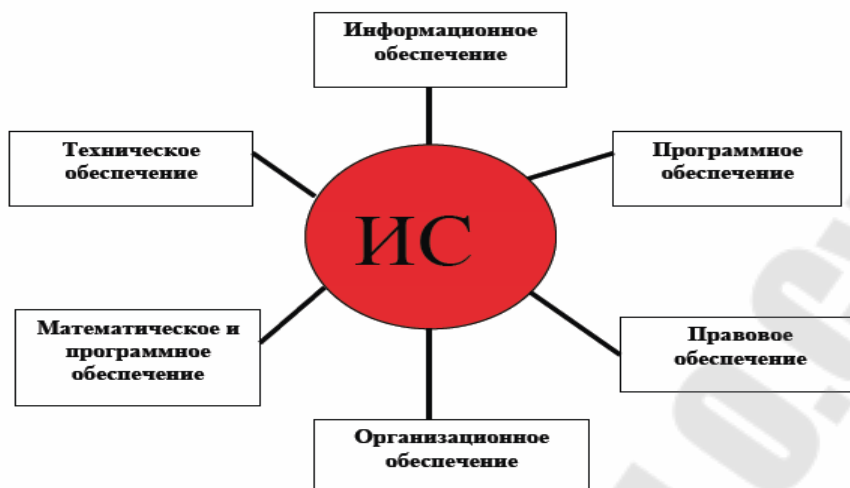 Информационное
обеспечение
Техническое
обеспечение
Программное
обеспечение
ИС
Математическое и
программное
обеспечение
Правовое
обеспечение
Организационное
обеспечение